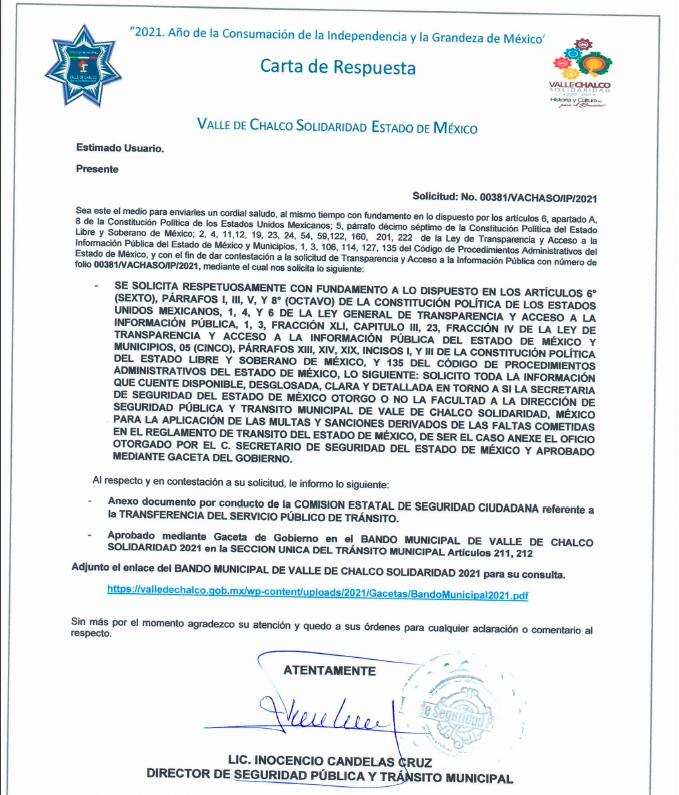 "2021. Año de la Consumación de la Independencia y la Grandeza de México'
Carta de Respuesta
VALLE DE CHALCO
VALLECHALCO
SOLIDARIDAD
Historia y Cultura
VALLE DE CHALCO SOLIDARIDAD ESTADO DE MÉXICO
Estimado Usuario.
Presente
Solicitud: No. 00381/VACHASO/IP/2021
Sea este el medio para enviarles un cordial saludo, al mismo tiempo con fundamento en lo dispuesto por los artículos 6, apartado A,
8 de la Constitución Política de los Estados Unidos Mexicanos; 5, párrafo décimo séptimo de la Constitución Política del Estado
Libre y Soberano de México; 2, 4, 11,12, 19, 23, 24, 54, 59,122, 160, 201, 222 de la Ley de Transparencia y Acceso a la
Información Pública del Estado de México y Municipios, 1, 3, 106, 114, 127, 135 del Código de Procedimientos Administrativos del
Estado de México, y con el fin de dar contestación a la solicitud de Transparencia y Acceso a la Información Pública con número de
folio 00381/VACHASO/IP/2021, mediante el cual nos solicita lo siguiente:
- SE SOLICITA RESPETUOSAMENTE CON FUNDAMENTO A LO DISPUESTO EN LOS ARTÍCULOS 6°
(SEXTO), PÁRRAFOS I, III, V, Y 8° (OCTAVO) DE LA CONSTITUCIÓN POLÍTICA DE LOS ESTADOS
UNIDOS MEXICANOS, 1, 4, Y 6 DE LA LEY GENERAL DE TRANSPARENCIA Y ACCESO A LA
INFORMACIÓN PÚBLICA, 1, 3, FRACCIÓN XLI, CAPITULO III, 23, FRACCIÓN IV DE LA LEY DE
TRANSPARENCIA Y ACCESO A LA INFORMACIÓN PÚBLICA DEL ESTADO DE MÉXICO Y
MUNICIPIOS, 05 (CINCO), PÁRRAFOS XIII, XIV, XIX, INCISOS I, Y III DE LA CONSTITUCIÓN POLÍTICA
DEL ESTADO LIBRE Y SOBERANO DE MÉXICO, Y 135 DEL CÓDIGO DE PROCEDIMIENTOS
ADMINISTRATIVOS DEL ESTADO DE MÉXICO, LO SIGUIENTE: SOLICITO TODA LA INFORMACIÓN
QUE CUENTE DISPONIBLE, DESGLOSADA, CLARA Y DETALLADA EN TORNO A SI LA SECRETARIA
DE SEGURIDAD DEL ESTADO DE MÉXICO OTORGO O NO LA FACULTAD A LA DIRECCIÓN DE
SEGURIDAD PÚBLICA Y TRANSITO MUNICIPAL DE VALE DE CHALCO SOLIDARIDAD, MÉXICO
PARA LA APLICACIÓN DE LAS MULTAS Y SANCIONES DERIVADOS DE LAS FALTAS COMETIDAS
EN EL REGLAMENTO DE TRANSITO DEL ESTADO DE MÉXICO, DE SER EL CASO ANEXE EL OFICIO
OTORGADO POR EL C. SECRETARIO DE SEGURIDAD DEL ESTADO DE MÉXICO Y APROBADO
MEDIANTE GACETA DEL GOBIERNO.
Al respecto y en contestación a su solicitud, le informo lo siguiente:
- Anexo documento por conducto de la COMISION ESTATAL DE SEGURIDAD CIUDADANA referente a
la TRANSFERENCIA DEL SERVICIO PÚBLICO DE TRÁNSITO.
- Aprobado mediante Gaceta de Gobierno en el BANDO MUNICIPAL DE VALLE DE CHALCO
SOLIDARIDAD 2021 en la SECCION UNICA DEL TRÁNSITO MUNICIPAL Artículos 211, 212
Adjunto el enlace del BANDO MUNICIPAL DE VALLE DE CHALCO SOLIDARIDAD 2021 para su consulta.
https://valledechalco.gob.mx/wp-content/uploads/2021/Gacetas/BandoMunicipal2021.pdf
Sin más por el momento agradezco su atención y quedo a sus órdenes para cualquier aclaración o comentario al
respecto.
ATENTAMENTE
de Seguridad
LIC. INOCENCIO CANDELAS CRUZ
DIRECTOR DE SEGURIDAD PÚBLICA Y TRÁNSITO MUNICIPAL